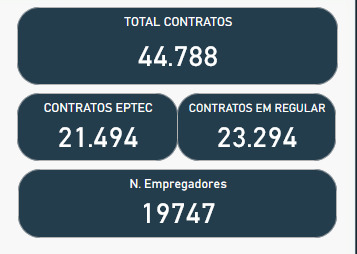 TOTAL CONTRATOS
44.788
CONTRATOS EPTEC
21.494
CONTRATOS EM REGULAR
23.294
N. Empregadores
19747